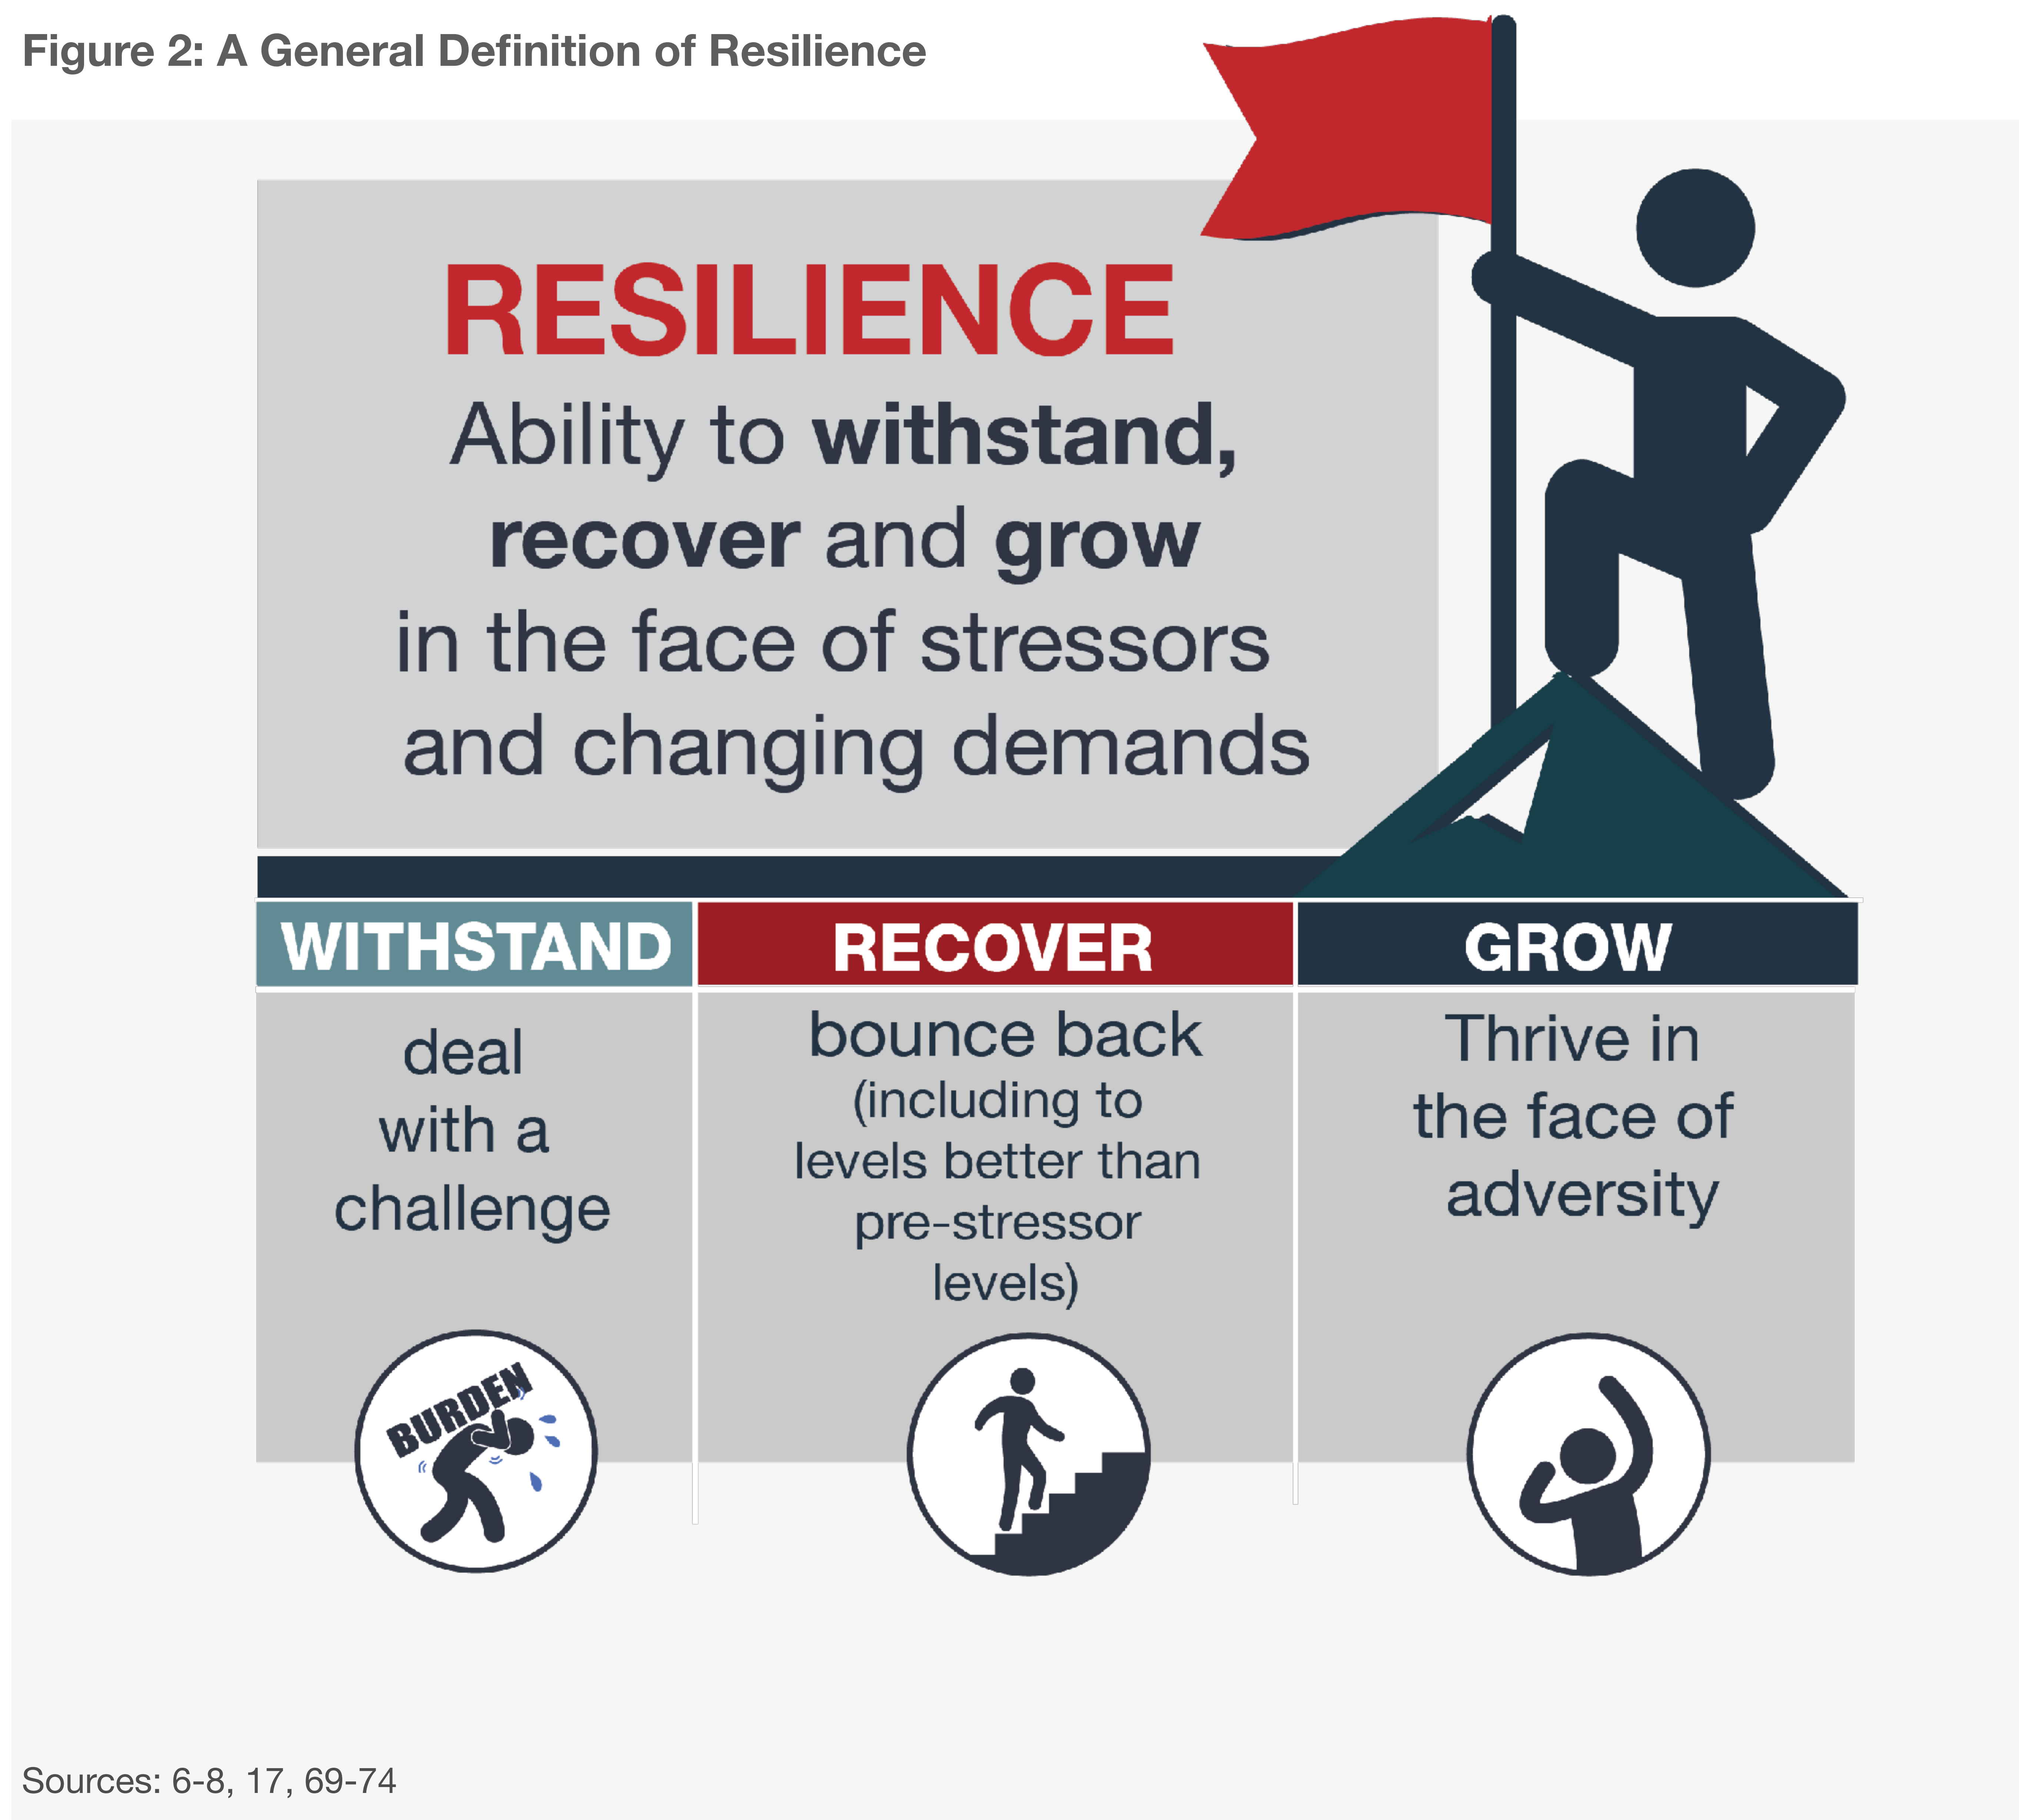 Figure 2: A General Definition of Resilience
RESILIENCE
Ability to withstand,
recover and grow
in the face of stressors
and changing demands
WITHSTAND
deal
with a
challenge
BURDEN
RECOVER
bounce back
(including to
levels better than
pre-stressor
levels)
GROW
Thrive in
the face of
adversity
Sources: 6-8, 17, 69-74